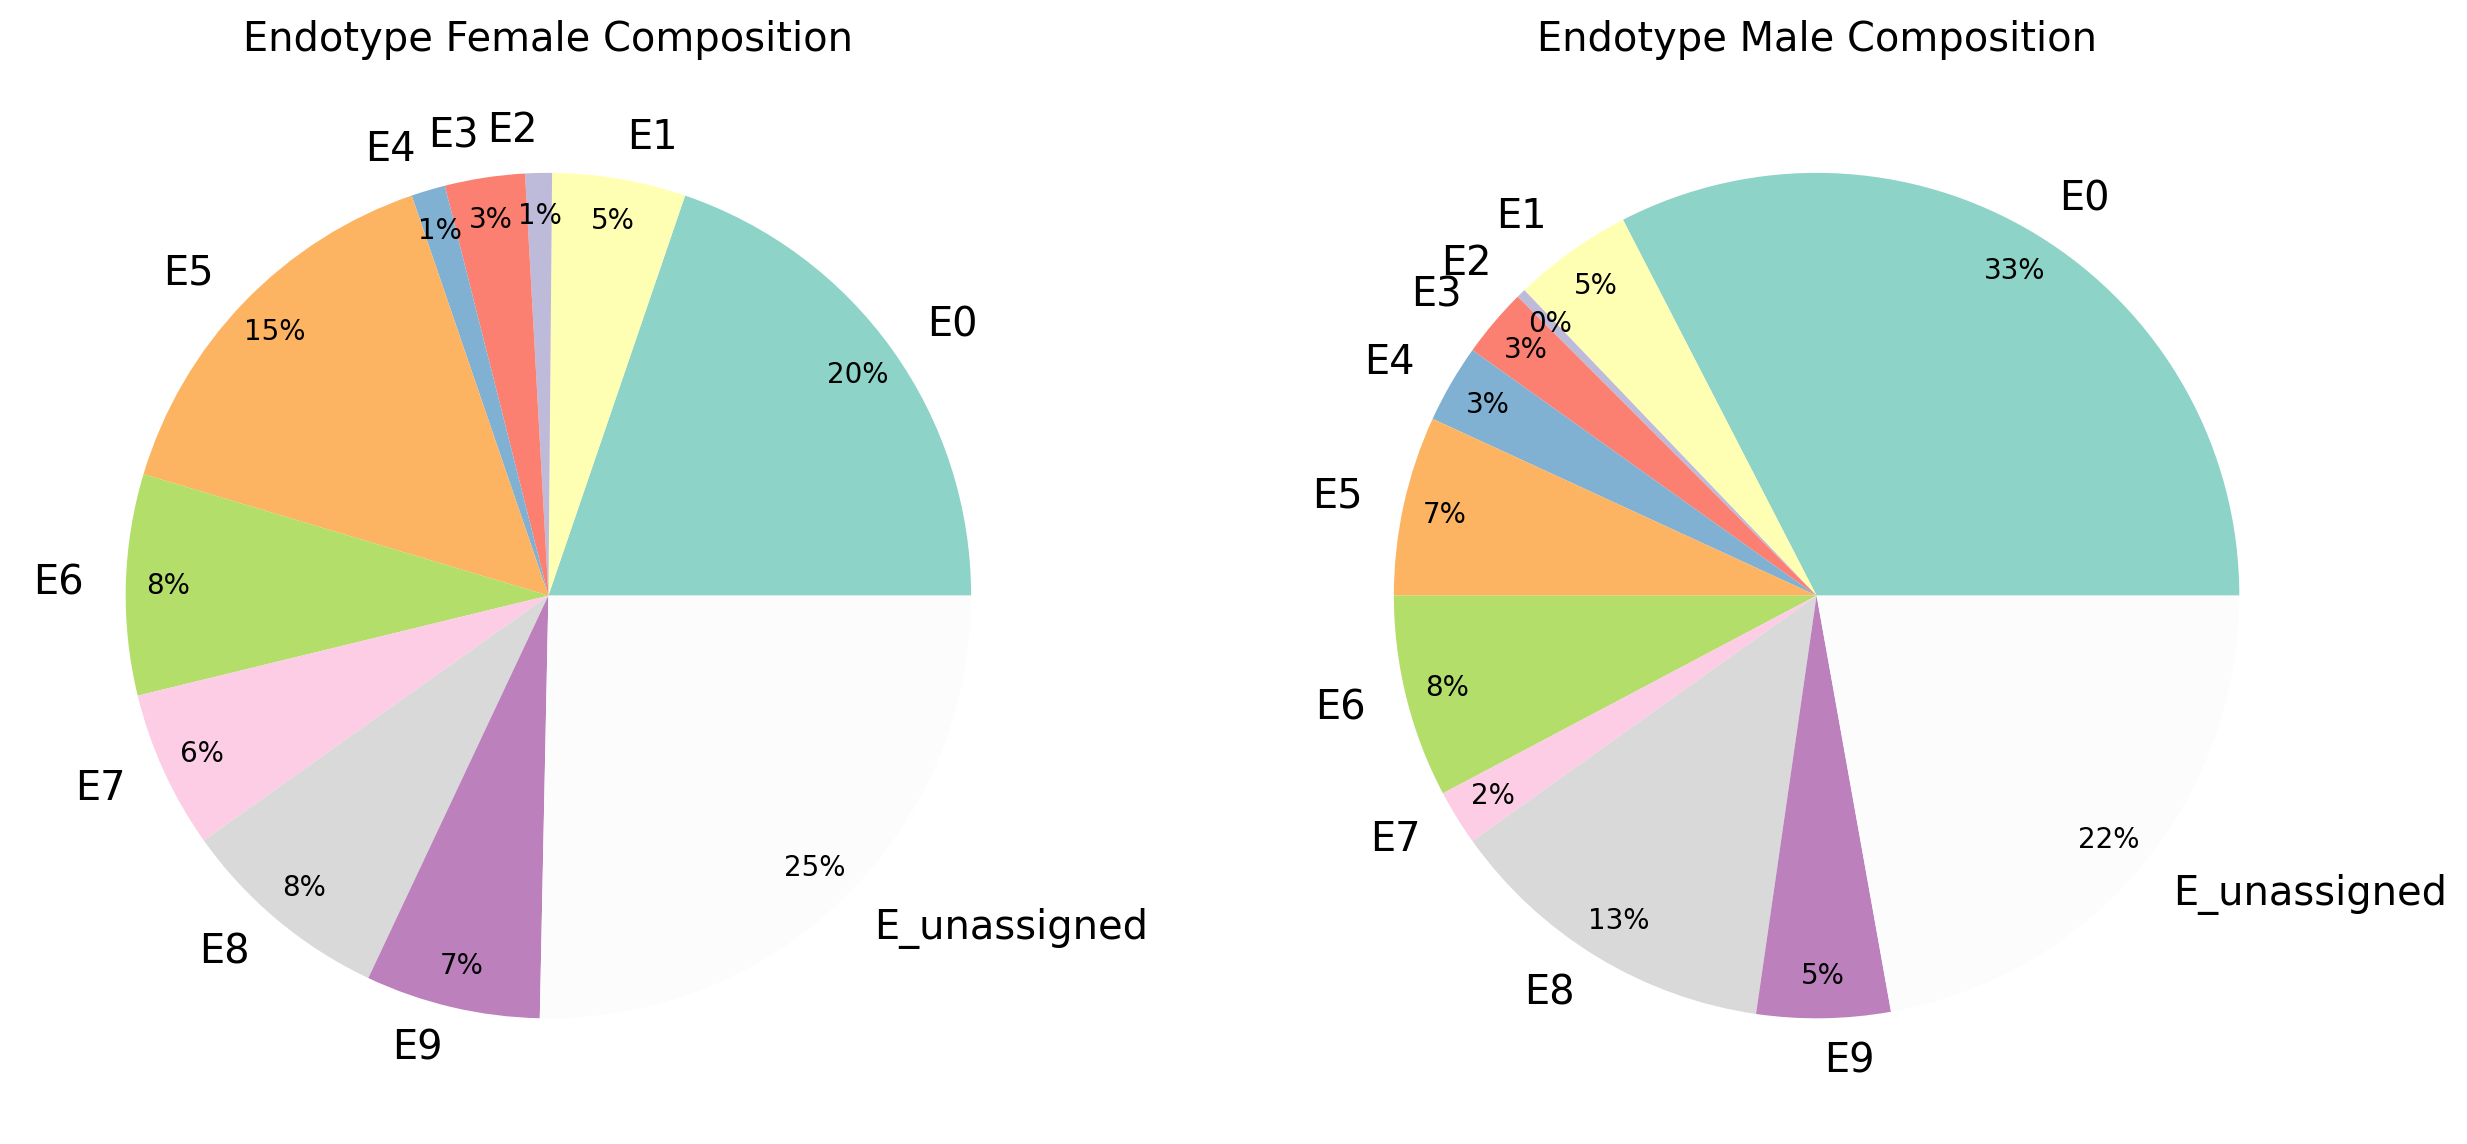 Endotype Female Composition
E0
20%
E1
5%
E2
1%
E3
3%
E4
1%
E5
15%
E6
8%
E7
6%
E8
8%
E9
7%
E_unassigned
25%
Endotype Male Composition
E0
33%
E1
5%
E2
0%
E3
3%
E4
3%
E5
7%
E6
8%
E7
2%
E8
13%
E9
5%
E_unassigned
22%